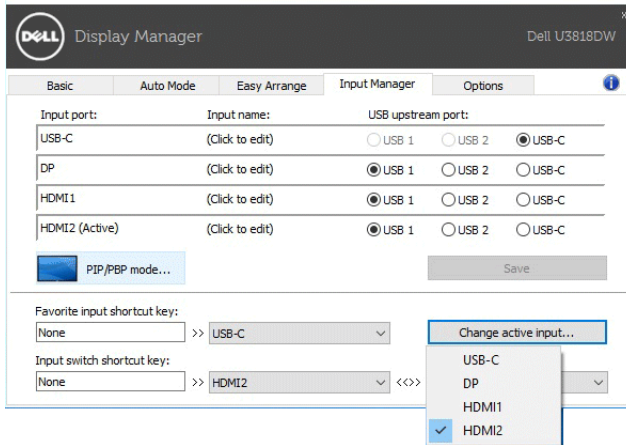 DELL Display Manager Dell U3818DW
Basic Auto Mode Easy Arrange Input Manager Options
Input port: Input name: USB upstream port:
USB-C (Click to edit) USB 1 USB 2 USB-C
DP (Click to edit) USB 1 USB 2 USB-C
HDMI1 (Click to edit) USB 1 USB 2 USB-C
HDMI2 (Active) (Click to edit) USB 1 USB 2 USB-C
PIP/PBP mode... Save
Favorite input shortcut key:
None >> USB-C Change active input...
Input switch shortcut key:
None >> HDMI2 <<>>
USB-C
DP
HDMI1
HDMI2